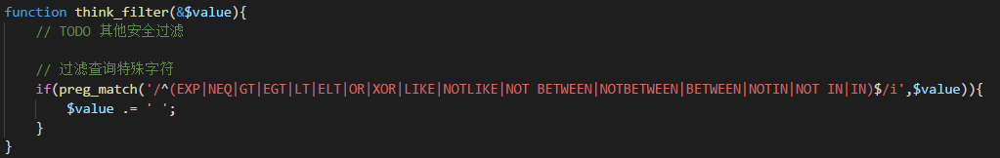 function think_filter(&$value){
// TODO 其他安全过滤
// 过滤查询特殊字符
if(preg_match('/^(EXP|NEQ|GT|EGT|LT|ELT|OR|XOR|LIKE|NOTLIKE|NOT BETWEEN|NOTBETWEEN|BETWEEN|NOTIN|NOT IN|IN)$/i',$value)){
$value .= ' ';
}
}